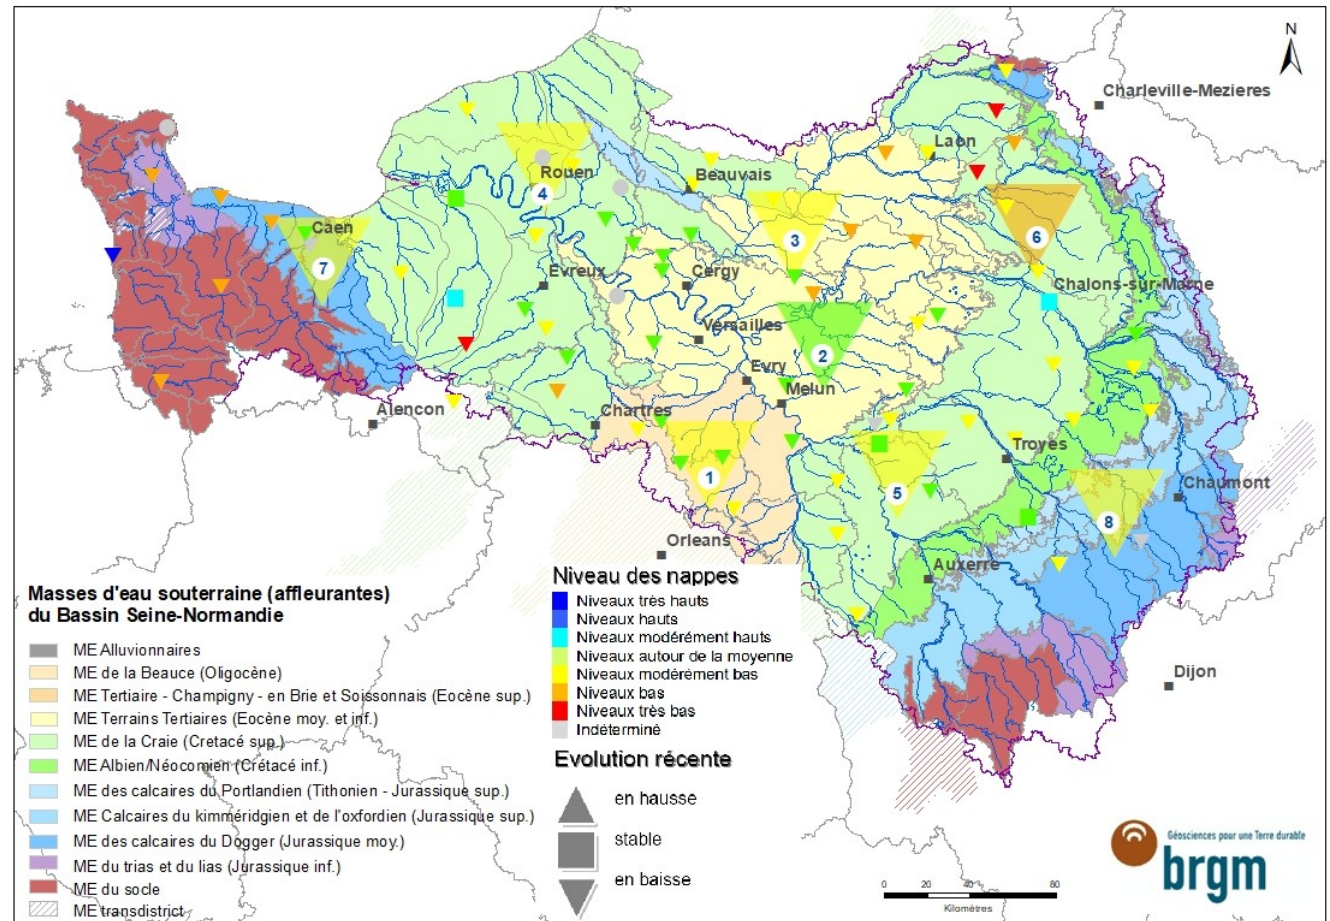 N
Charleville-Mezieres
Laon
Rouen
Beauvais
4
3
6
Caen
7
Evreux
Cergy
Chalons-sur-Marne
Versailles
2
Evry
Melun
Alencon
Chartres
Troyes
1
5
Chaumont
8
Orleans
Auxerre
Dijon
Masses d'eau souterraine (affleurantes)
du Bassin Seine-Normandie
ME Alluvionnaires
ME de la Beauce (Oligocène)
ME Tertiaire - Champigny - en Brie et Soissonnais (Eocène sup.)
ME Terrains Tertiaires (Eocène moy. et inf.)
ME de la Craie (Cretacé sup.)
ME Albien/Néocomien (Crétacé inf.)
ME des calcaires du Portlandien (Tithonien - Jurassique sup.)
ME Calcaires du kimméridgien et de l'oxfordien (Jurassique sup.)
ME des calcaires du Dogger (Jurassique moy.)
ME du trias et du lias (Jurassique inf.)
ME du socle
ME transdistrict
Niveau des nappes
Niveaux très hauts
Niveaux hauts
Niveaux modérément hauts
Niveaux autour de la moyenne
Niveaux modérément bas
Niveaux bas
Niveaux très bas
Indéterminé
Evolution récente
en hausse
stable
en baisse
Géosciences pour une Terre durable
brgm
0 20 40 80
Kilomètres